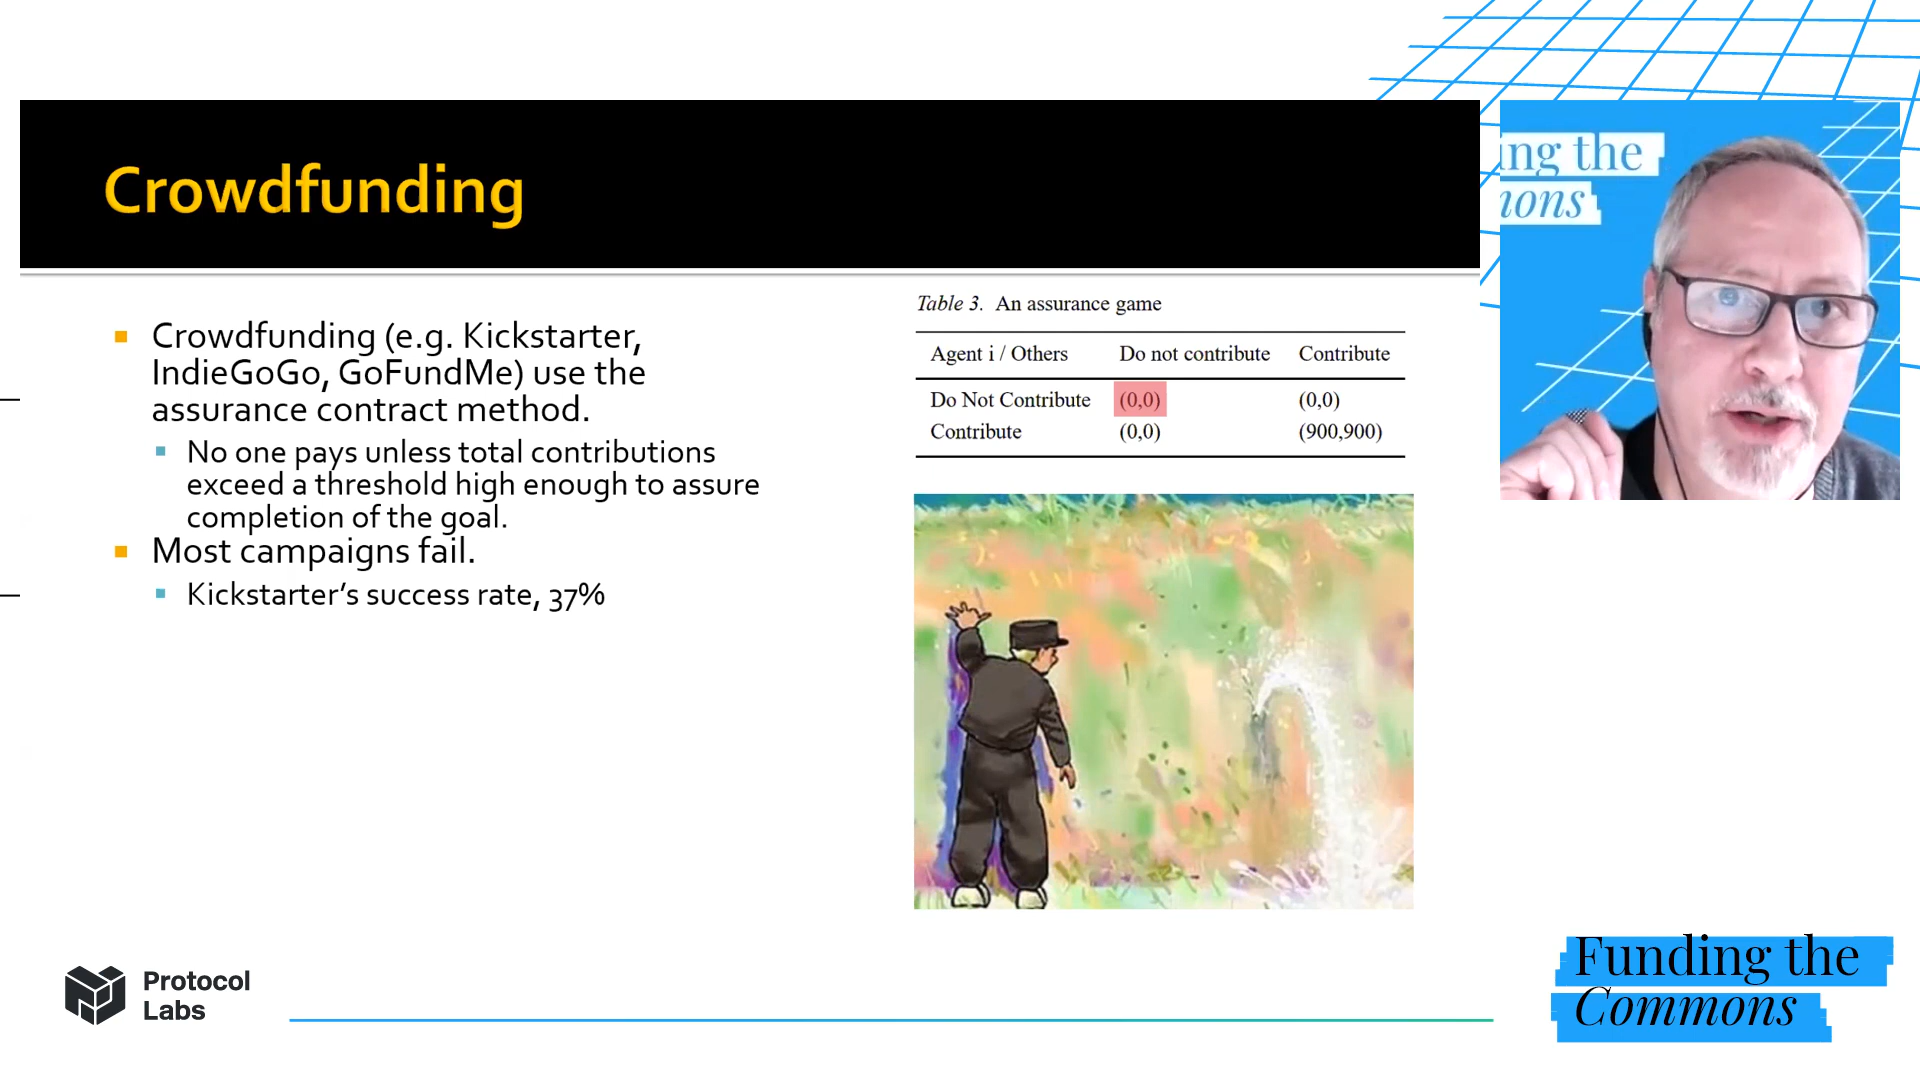 Crowdfunding
Crowdfunding (e.g. Kickstarter,
IndieGoGo, GoFundMe) use the
assurance contract method.
No one pays unless total contributions
exceed a threshold high enough to assure
completion of the goal.
Most campaigns fail.
Kickstarter’s success rate, 37%
Table 3. An assurance game
Agent i / Others Do not contribute Contribute
Do Not Contribute (0,0) (0,0)
Contribute (0,0) (900,900)
ing the
ions
Protocol
Labs
Funding the
Commons